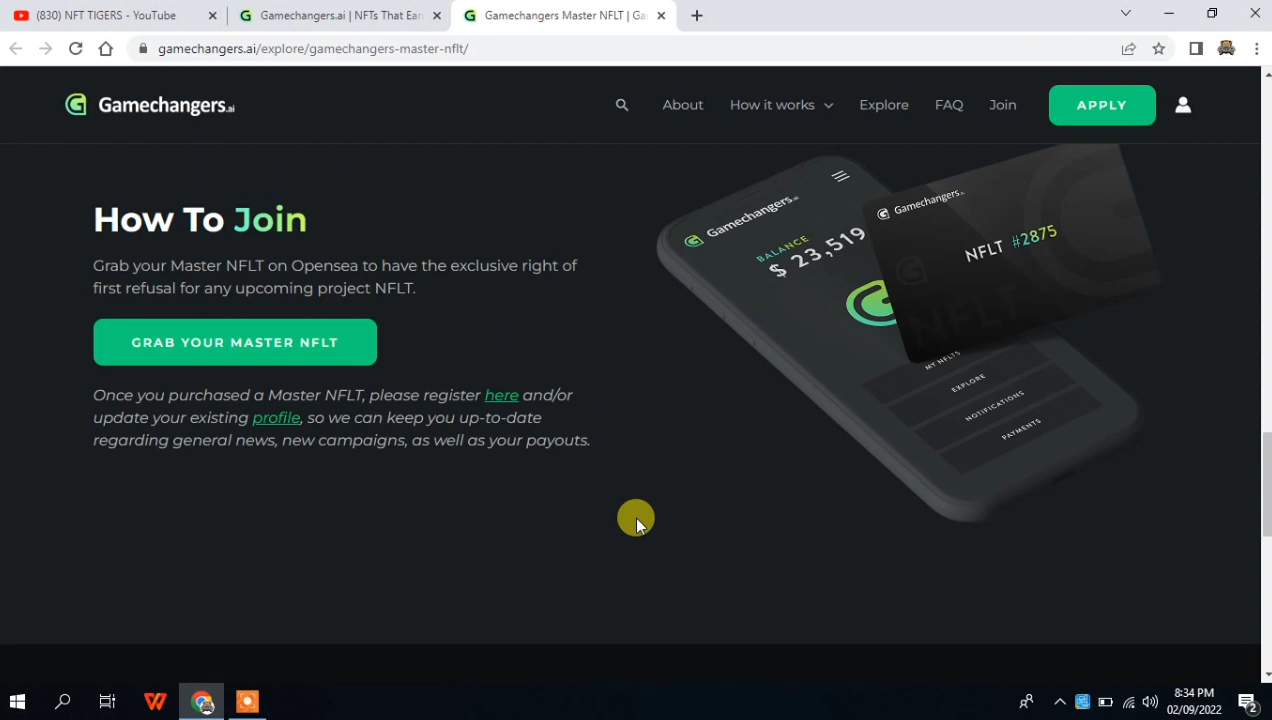 (830) NFT TIGERS - YouTube
Gamechangers.ai | NFTs That Ear
Gamechangers Master NFLT | Ga
gamechangers.ai/explore/gamechangers-master-nflt/
Gamechangers.ai
About
How it works
Explore
FAQ
Join
APPLY
How To Join
Grab your Master NFLT on Opensea to have the exclusive right of
first refusal for any upcoming project NFLT.
GRAB YOUR MASTER NFLT
Once you purchased a Master NFLT, please register here and/or
update your existing profile, so we can keep you up-to-date
regarding general news, new campaigns, as well as your payouts.
Gamechangers.ai
BALANCE
$ 23,519
Gamechangers.ai
NFLT #2875
NFLT
MY NFLTS
EXPLORE
NOTIFICATIONS
PAYMENTS
8:34 PM
02/09/2022
2